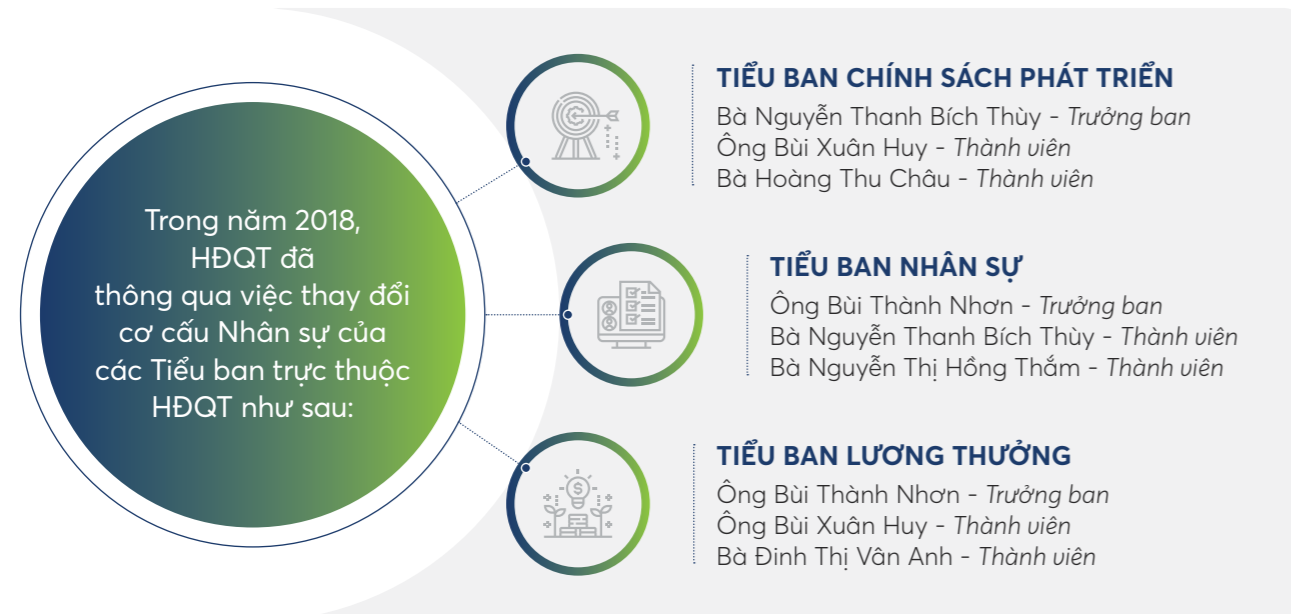 Trong năm 2018,
HĐQT đã
thông qua việc thay đổi
cơ cấu Nhân sự của
các Tiểu ban trực thuộc
HĐQT như sau:
TIỂU BAN CHÍNH SÁCH PHÁT TRIỂN
Bà Nguyễn Thanh Bích Thùy - Trưởng ban
Ông Bùi Xuân Huy - Thành viên
Bà Hoàng Thu Châu - Thành viên
TIỂU BAN NHÂN SỰ
Ông Bùi Thành Nhơn - Trưởng ban
Bà Nguyễn Thanh Bích Thùy - Thành viên
Bà Nguyễn Thị Hồng Thắm - Thành viên
TIỂU BAN LƯƠNG THƯỞNG
Ông Bùi Thành Nhơn - Trưởng ban
Ông Bùi Xuân Huy - Thành viên
Bà Đinh Thị Vân Anh - Thành viên